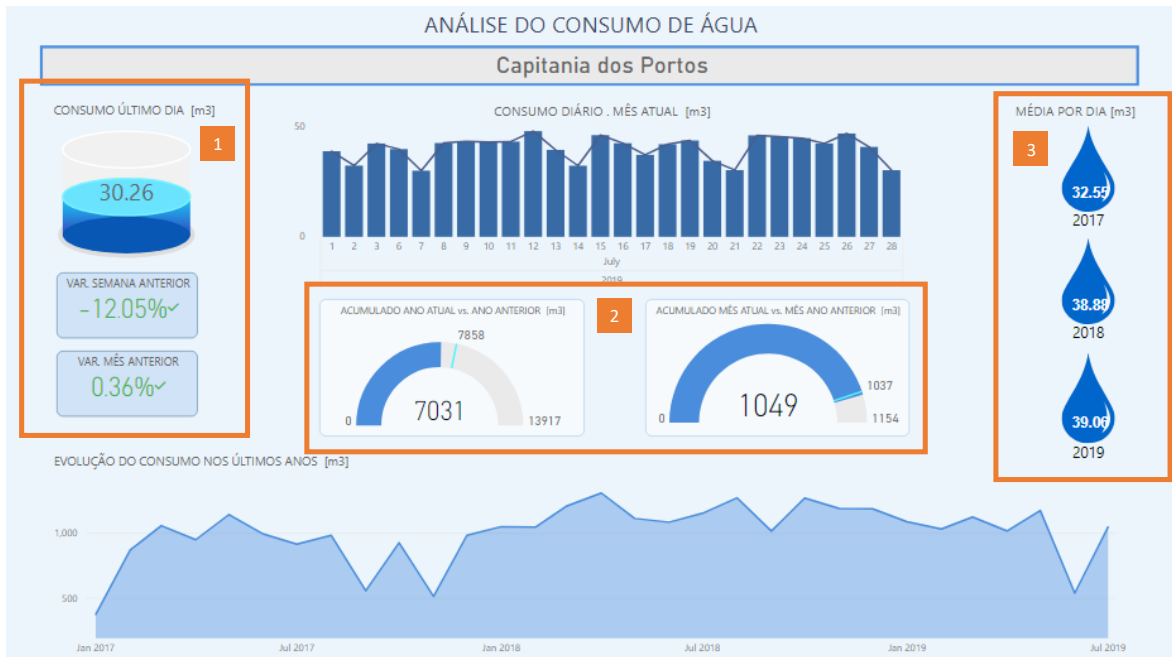 ANÁLISE DO CONSUMO DE ÁGUA
Capitania dos Portos
CONSUMO ÚLTIMO DIA [m3]
1
30.26
VAR. SEMANA ANTERIOR
-12.05%
VAR. MÊS ANTERIOR
0.36%
CONSUMO DIÁRIO . MÊS ATUAL [m3]
50
0
1 2 3 6 7 8 9 10 11 12 13 14 15 16 17 18 19 20 21 22 23 24 25 26 27 28
July
2019
2
ACUMULADO ANO ATUAL vs. ANO ANTERIOR [m3]
7858
7031
0
13917
ACUMULADO MÊS ATUAL vs. MÊS ANO ANTERIOR [m3]
1037
1049
0
1154
MÉDIA POR DIA [m3]
3
32.55
2017
38.88
2018
39.06
2019
EVOLUÇÃO DO CONSUMO NOS ÚLTIMOS ANOS [m3]
1,000
500
Jan 2017 Jul 2017 Jan 2018 Jul 2018 Jan 2019 Jul 2019